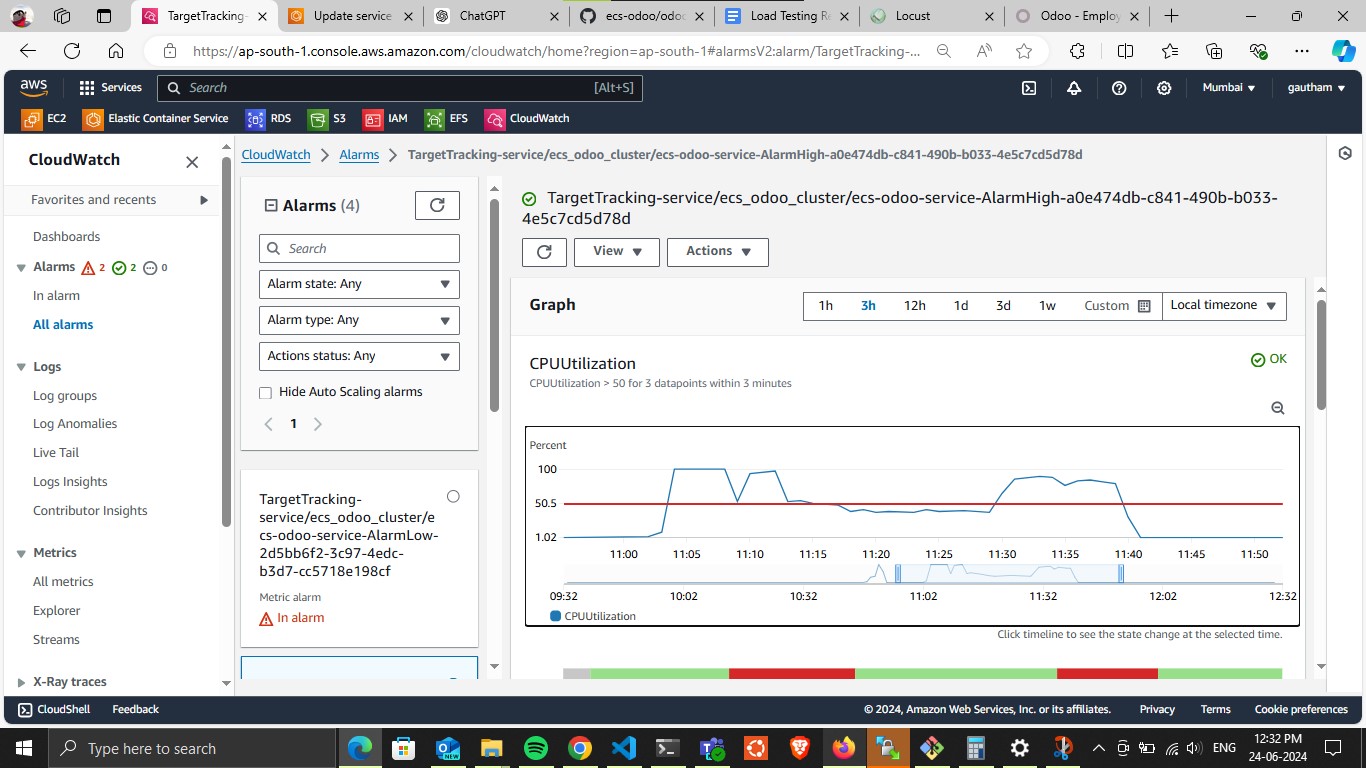 TargetTracking-
Update service
ChatGPT
ecs-odoo/odoo
Load Testing Re
Locust
Odoo - Employ
https://ap-south-1.console.aws.amazon.com/cloudwatch/home?region=ap-south-1#alarmsV2:alarm/TargetTracking-...
aws
Services
Search
[Alt+S]
Mumbai
gautham
EC2
Elastic Container Service
RDS
S3
IAM
EFS
CloudWatch
CloudWatch
Favorites and recents
Dashboards
Alarms 2 2 0
In alarm
All alarms
Logs
Log groups
Log Anomalies
Live Tail
Logs Insights
Contributor Insights
Metrics
All metrics
Explorer
Streams
X-Ray traces
CloudWatch
Alarms
TargetTracking-service/ecs_odoo_cluster/ecs-odoo-service-AlarmHigh-a0e474db-c841-490b-b033-4e5c7cd5d78d
Alarms (4)
Search
Alarm state: Any
Alarm type: Any
Actions status: Any
Hide Auto Scaling alarms
1
TargetTracking-
service/ecs_odoo_cluster/e
cs-odoo-service-AlarmLow-
2d5bb6f2-3c97-4edc-
b3d7-cc5718e198cf
Metric alarm
In alarm
TargetTracking-service/ecs_odoo_cluster/ecs-odoo-service-AlarmHigh-a0e474db-c841-490b-b033-
4e5c7cd5d78d
View
Actions
Graph
1h 3h 12h 1d 3d 1w Custom
Local timezone
CPUUtilization
OK
CPUUtilization > 50 for 3 datapoints within 3 minutes
Percent
100
50.5
1.02
11:00 11:05 11:10 11:15 11:20 11:25 11:30 11:35 11:40 11:45 11:50
09:32 10:02 10:32 11:02 11:32 12:02 12:32
CPUUtilization
Click timeline to see the state change at the selected time.
CloudShell
Feedback
© 2024, Amazon Web Services, Inc. or its affiliates.
Privacy
Terms
Cookie preferences
Type here to search
NEW
ENG
12:32 PM
24-06-2024